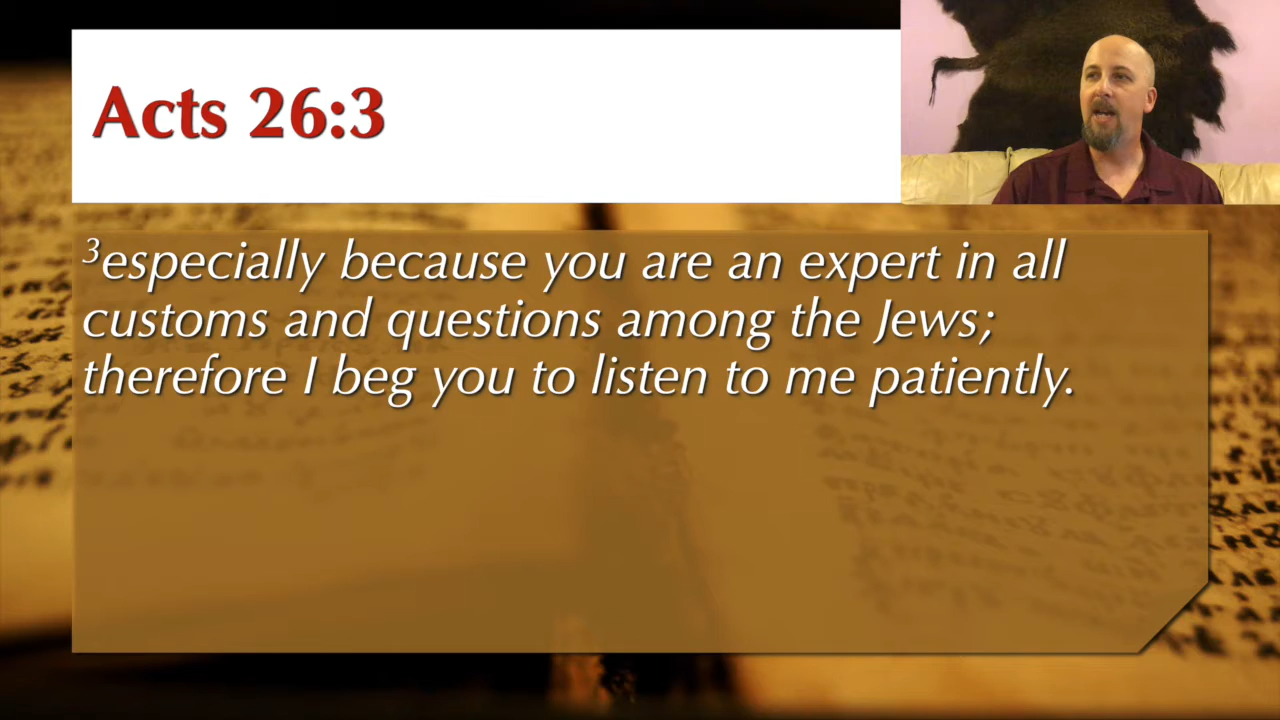 Acts 26:3
³especially because you are an expert in all
customs and questions among the Jews;
therefore I beg you to listen to me patiently.